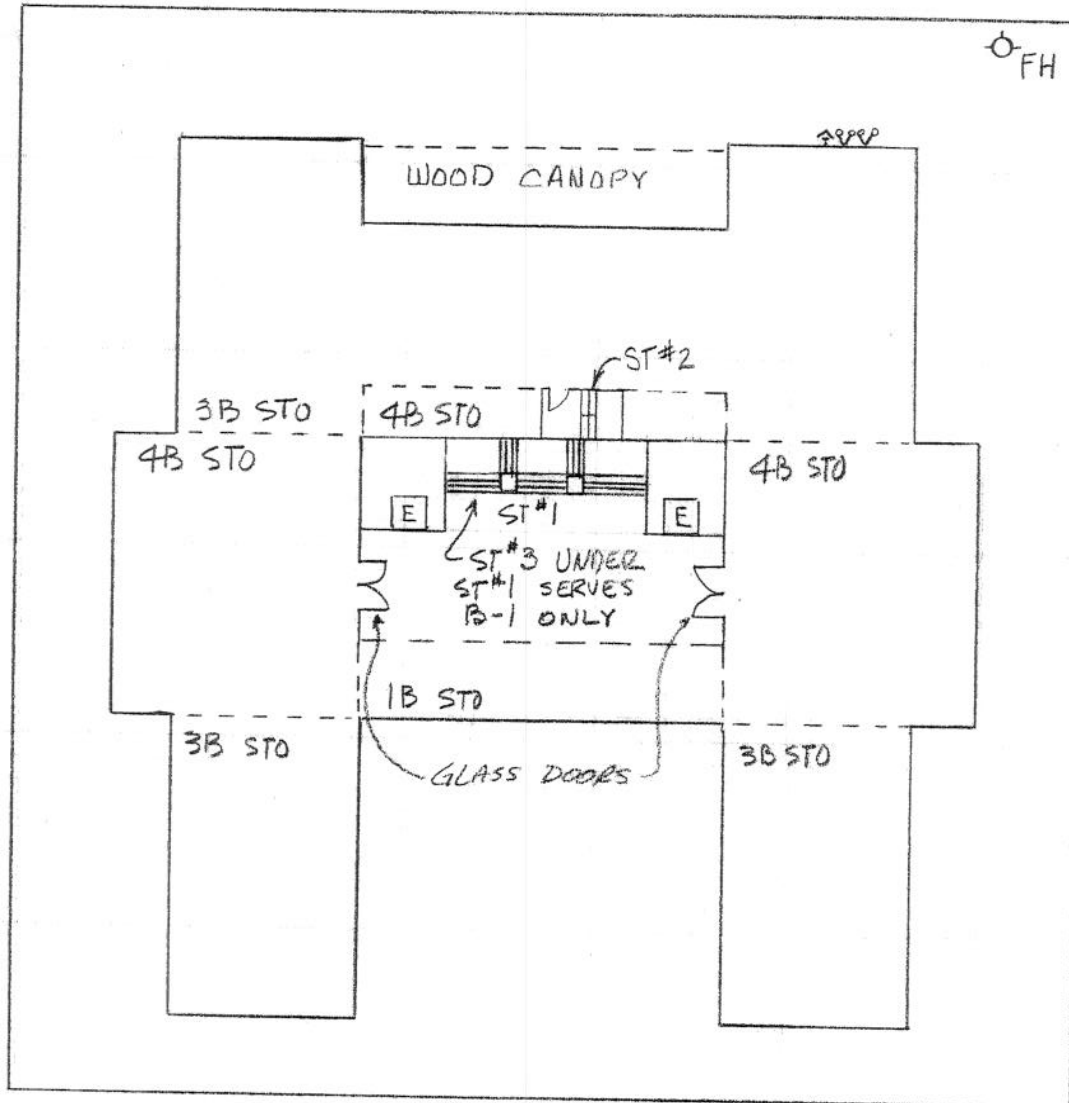 FH
WOOD CANOPY
ST#2
3B STO
4B STO
4B STO
4B STO
E
E
ST#1
ST#3 UNDER
ST#1 SERVES
B-1 ONLY
1B STO
3B STO
3B STO
GLASS DOORS